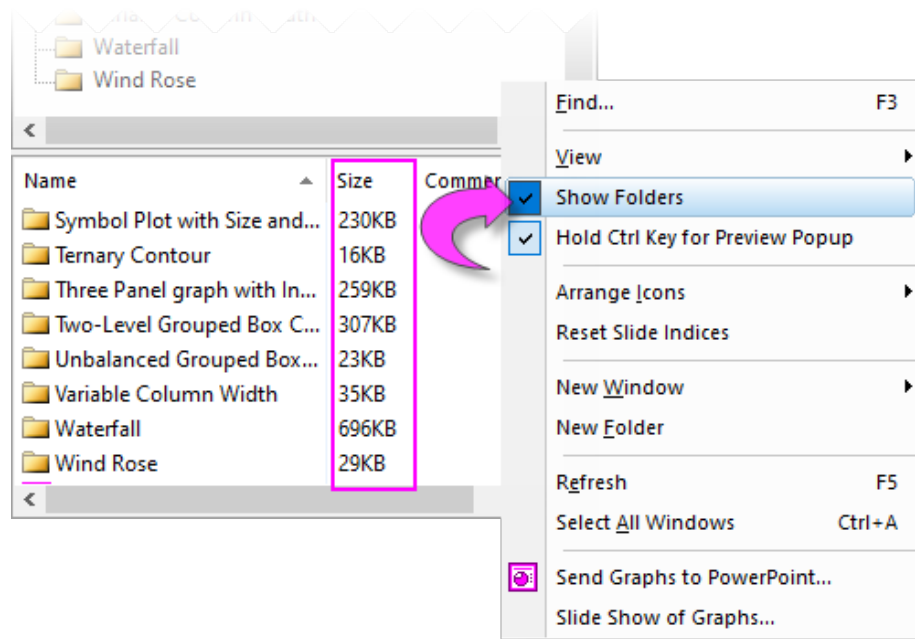 Waterfall
Wind Rose
Name Size Commen
Symbol Plot with Size and... 230KB
Ternary Contour 16KB
Three Panel graph with In... 259KB
Two-Level Grouped Box C... 307KB
Unbalanced Grouped Box... 23KB
Variable Column Width 35KB
Waterfall 696KB
Wind Rose 29KB
Find... F3
View
Show Folders
Hold Ctrl Key for Preview Popup
Arrange Icons
Reset Slide Indices
New Window
New Folder
Refresh F5
Select All Windows Ctrl+A
Send Graphs to PowerPoint...
Slide Show of Graphs...